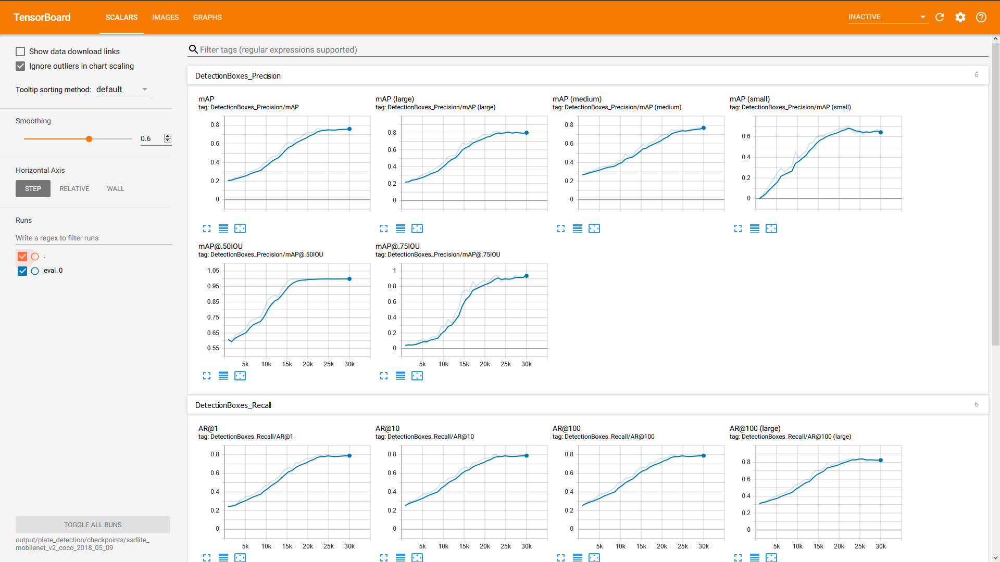 TensorBoard SCALARS IMAGES GRAPHS INACTIVE
Show data download links
Ignore outliers in chart scaling
Tooltip sorting method: default
Smoothing
0.6
Horizontal Axis
STEP RELATIVE WALL
Runs
Write a regex to filter runs
.
eval_0
TOGGLE ALL RUNS
output/plate_detection/checkpoints/ssdlite_
mobilenet_v2_coco_2018_05_09
Filter tags (regular expressions supported)
DetectionBoxes_Precision 6
mAP
tag: DetectionBoxes_Precision/mAP
0.8
0.6
0.4
0.2
0
mAP (large)
tag: DetectionBoxes_Precision/mAP (large)
0.8
0.6
0.4
0.2
0
mAP (medium)
tag: DetectionBoxes_Precision/mAP (medium)
0.8
0.6
0.4
0.2
0
mAP (small)
tag: DetectionBoxes_Precision/mAP (small)
0.6
0.4
0.2
0
mAP@.50IOU
tag: DetectionBoxes_Precision/mAP@.50IOU
1.05
0.95
0.85
0.75
0.65
0.55
5k 10k 15k 20k 25k 30k
mAP@.75IOU
tag: DetectionBoxes_Precision/mAP@.75IOU
1
0.8
0.6
0.4
0.2
0
5k 10k 15k 20k 25k 30k
DetectionBoxes_Recall 6
AR@1
tag: DetectionBoxes_Recall/AR@1
0.8
0.6
0.4
0.2
0
5k 10k 15k 20k 25k 30k
AR@10
tag: DetectionBoxes_Recall/AR@10
0.8
0.6
0.4
0.2
0
5k 10k 15k 20k 25k 30k
AR@100
tag: DetectionBoxes_Recall/AR@100
0.8
0.6
0.4
0.2
0
5k 10k 15k 20k 25k 30k
AR@100 (large)
tag: DetectionBoxes_Recall/AR@100 (large)
0.8
0.6
0.4
0.2
0
5k 10k 15k 20k 25k 30k